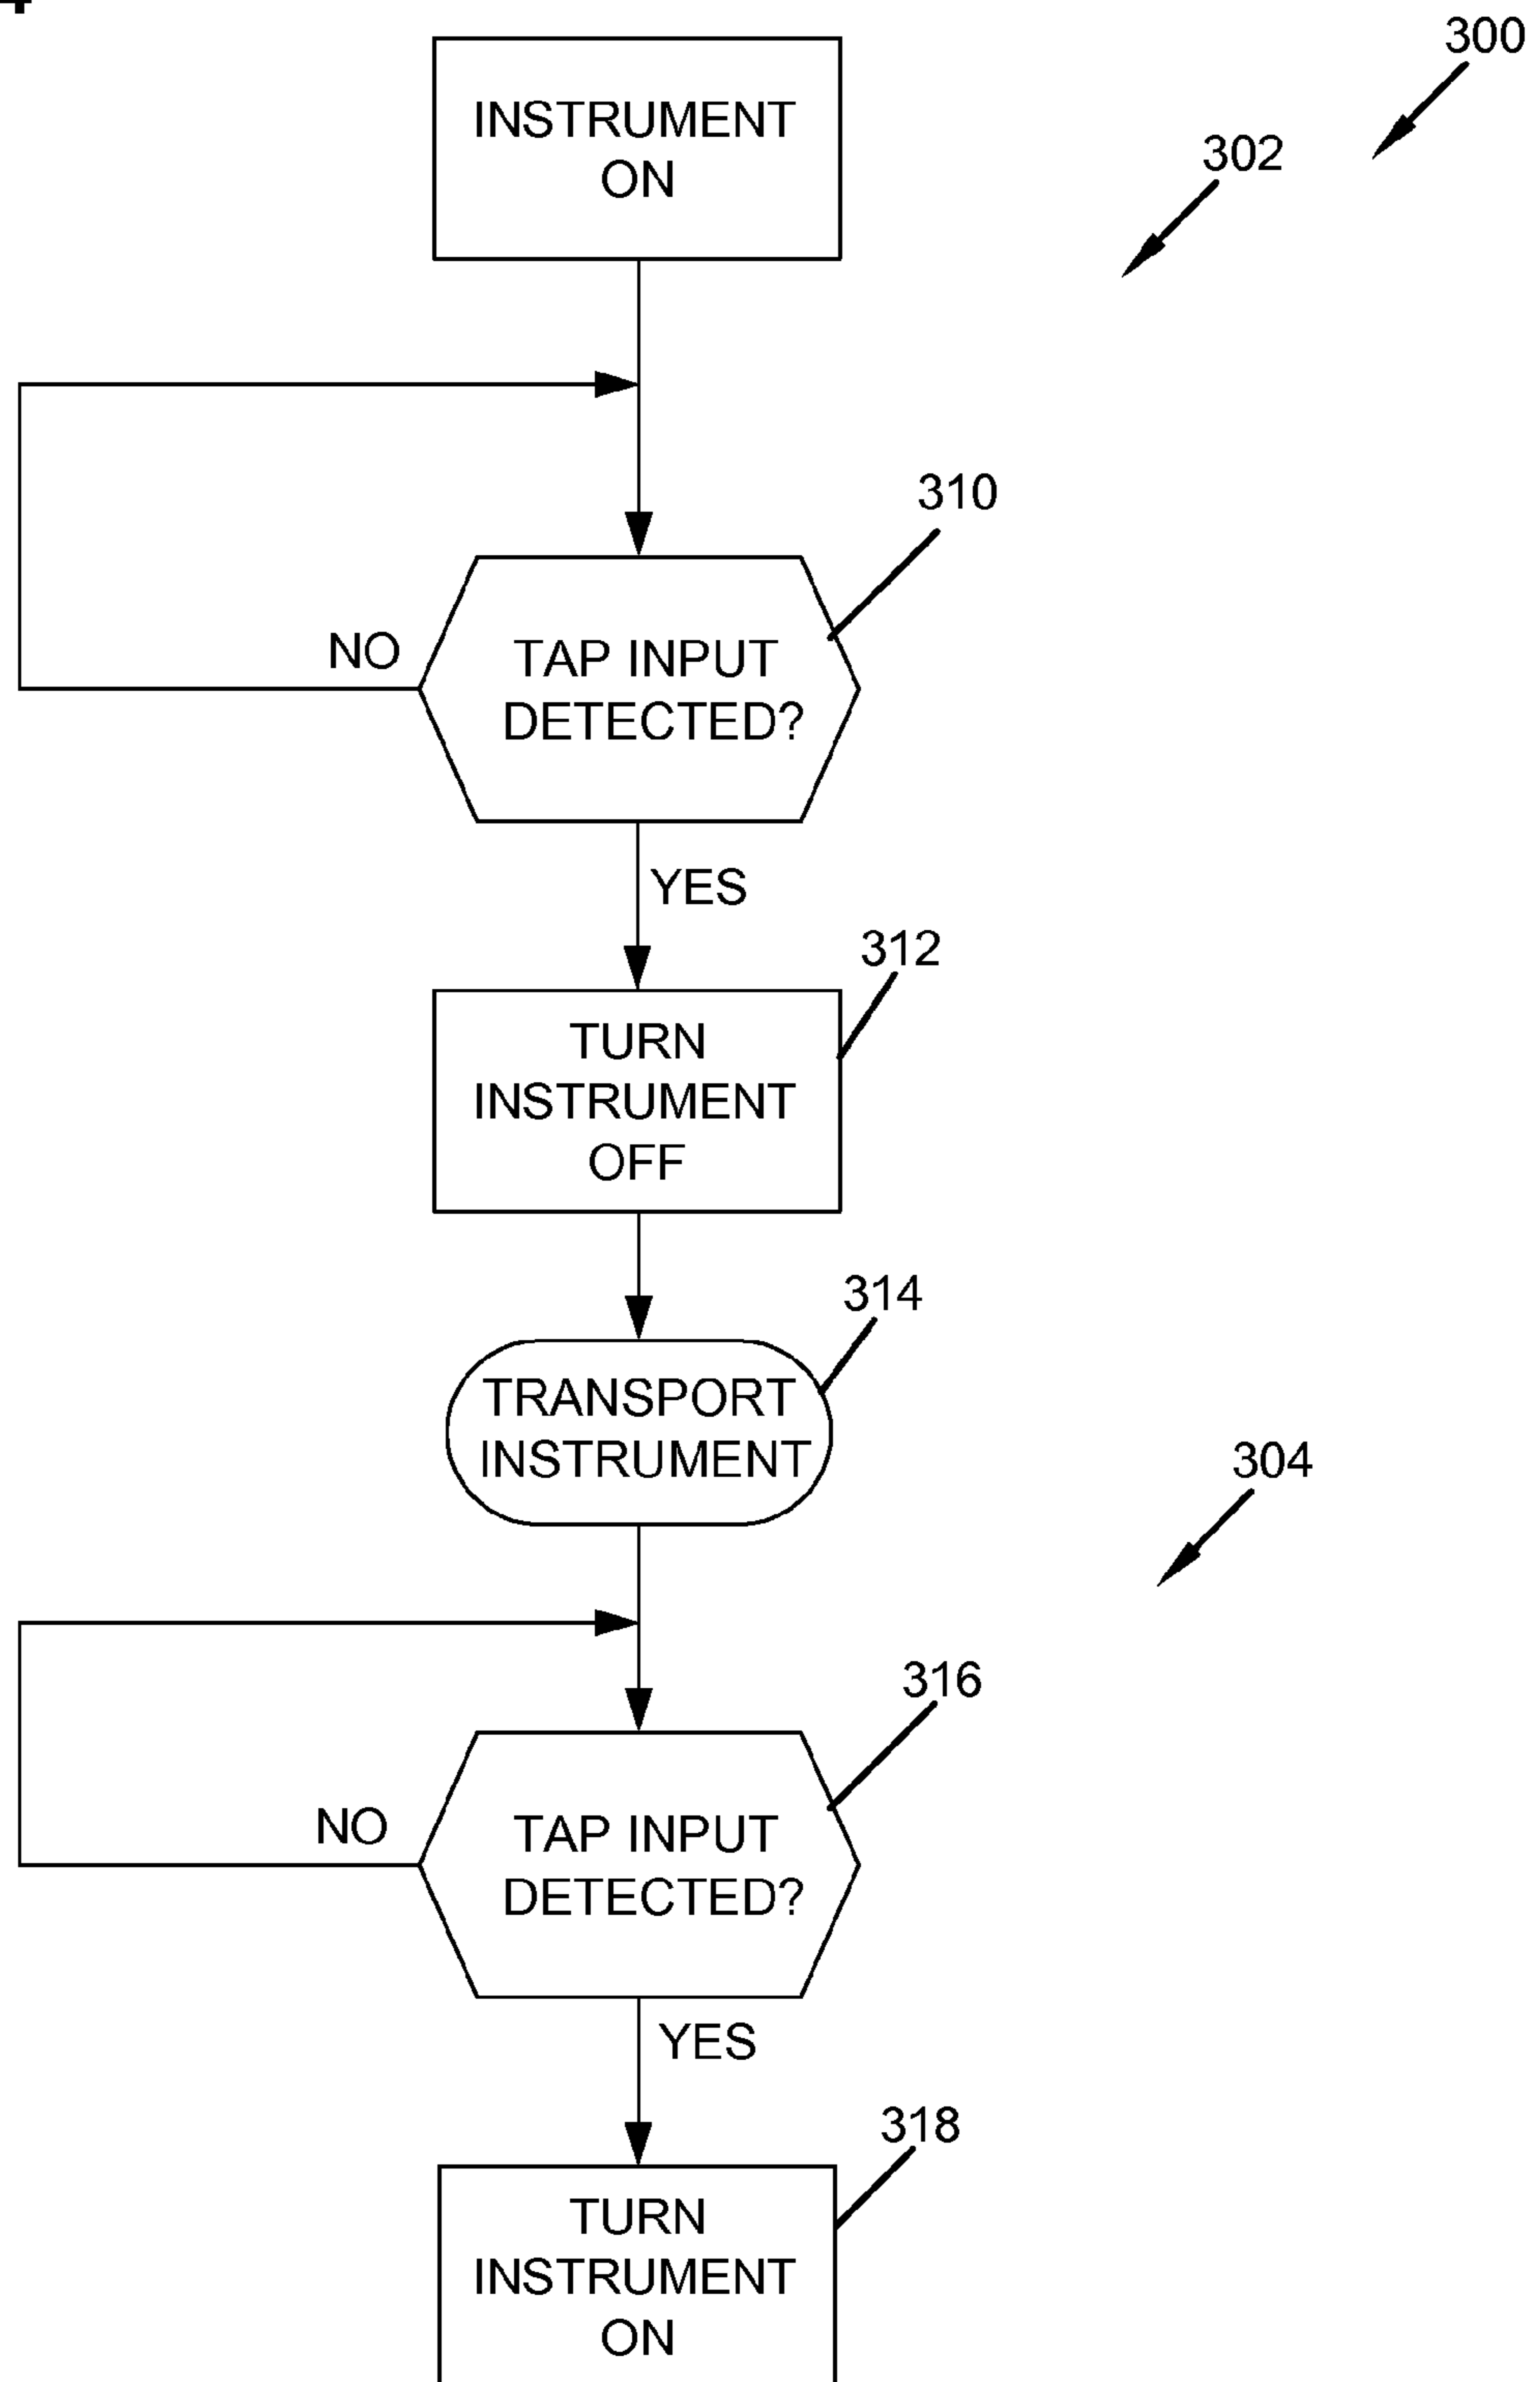 300
302
INSTRUMENT
ON
310
NO
TAP INPUT
DETECTED?
YES
312
TURN
INSTRUMENT
OFF
314
TRANSPORT
INSTRUMENT
304
316
NO
TAP INPUT
DETECTED?
YES
318
TURN
INSTRUMENT
ON